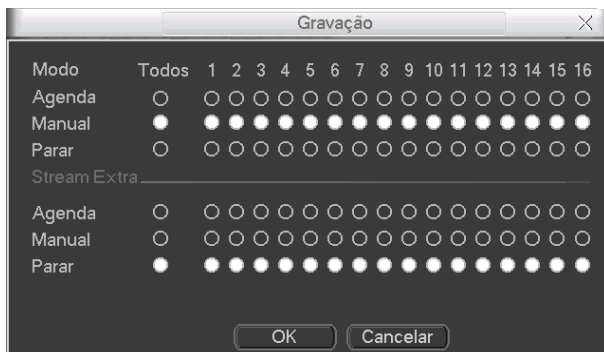 Gravação
Modo Todos 1 2 3 4 5 6 7 8 9 10 11 12 13 14 15 16
Agenda
Manual
Parar
Stream Extra
Agenda
Manual
Parar
OK Cancelar